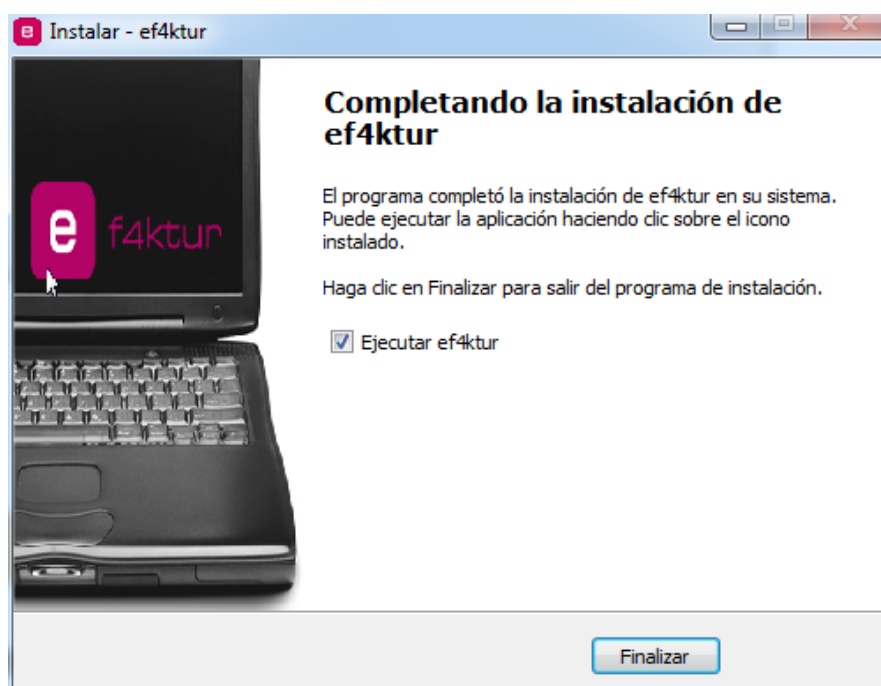 e Instalar - ef4ktur
Completando la instalación de
ef4ktur
El programa completó la instalación de ef4ktur en su sistema.
Puede ejecutar la aplicación haciendo clic sobre el icono
instalado.
Haga clic en Finalizar para salir del programa de instalación.
Ejecutar ef4ktur
e f4ktur
Finalizar